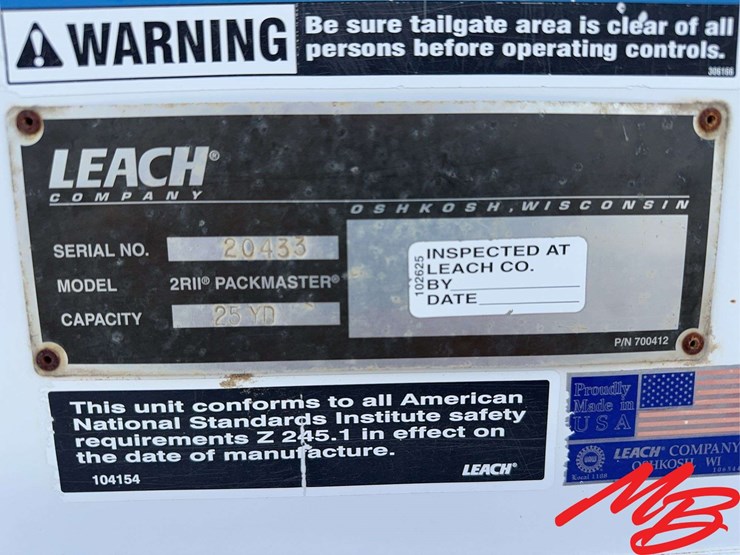 WARNING
Be sure tailgate area is clear of all
persons before operating controls.
306166
LEACH®
COMPANY
OSHKOSH, WISCONSIN
SERIAL NO. 20433
MODEL 2RII® PACKMASTER®
CAPACITY 25 YD
INSPECTED AT
LEACH CO.
BY
DATE
102625
P/N 700412
This unit conforms to all American
National Standards Institute safety
requirements Z 245.1 in effect on
the date of manufacture.
104154
LEACH®
Proudly
Made in
USA
LEACH® COMPANY
OSHKOSH, WI
MB